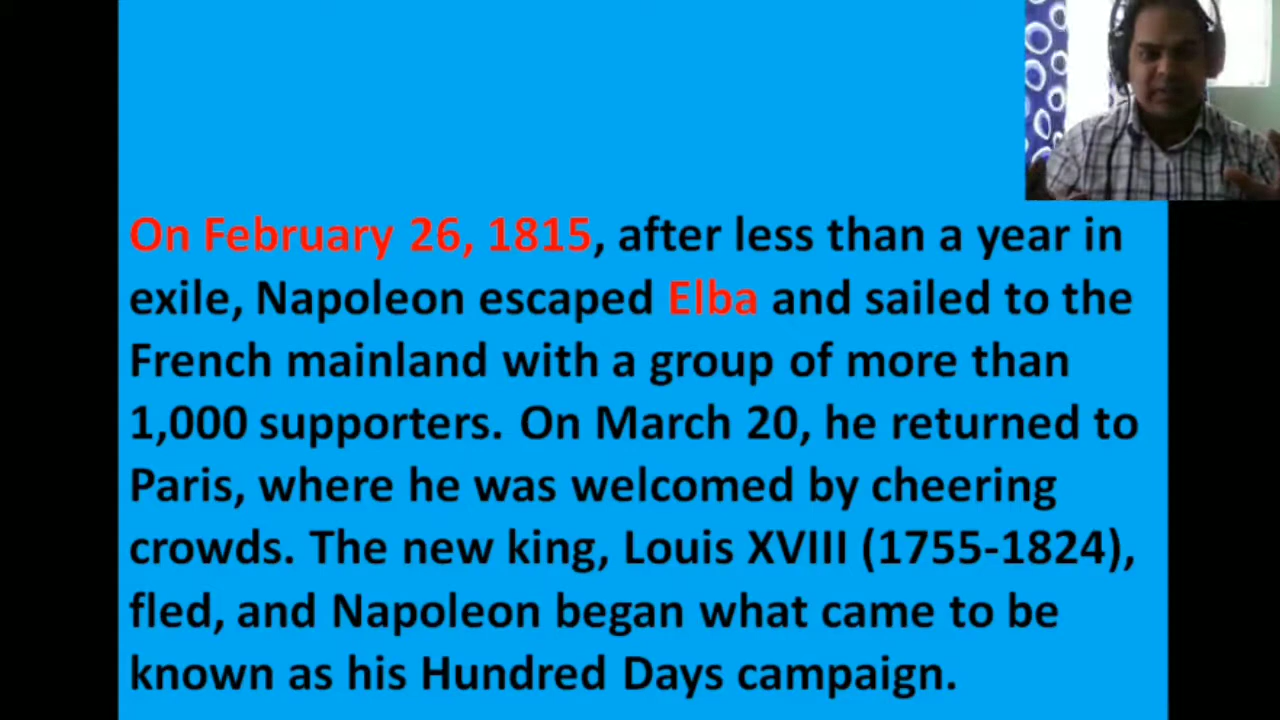 On February 26, 1815, after less than a year in
exile, Napoleon escaped Elba and sailed to the
French mainland with a group of more than
1,000 supporters. On March 20, he returned to
Paris, where he was welcomed by cheering
crowds. The new king, Louis XVIII (1755-1824),
fled, and Napoleon began what came to be
known as his Hundred Days campaign.